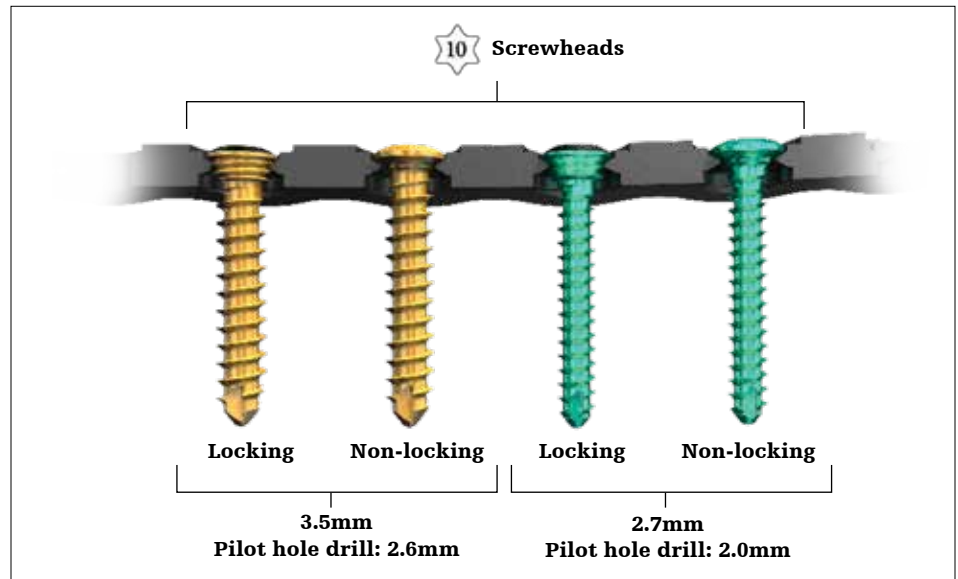 10 Screwheads
Locking Non-locking Locking Non-locking
3.5mm
Pilot hole drill: 2.6mm
2.7mm
Pilot hole drill: 2.0mm